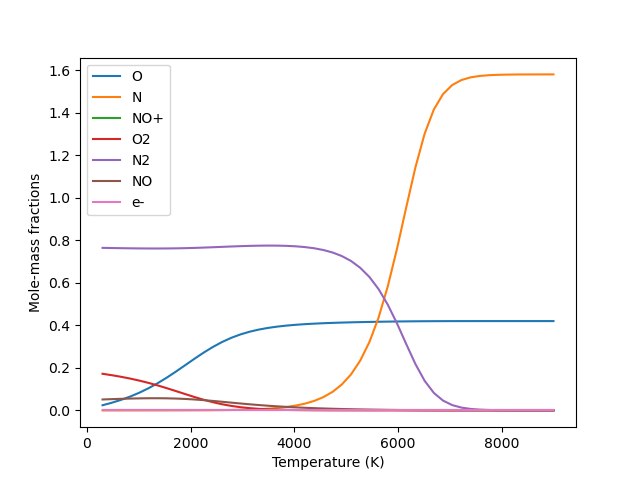 O
N
NO+
O2
N2
NO
e-
1.6
1.4
1.2
1.0
0.8
0.6
0.4
0.2
0.0
Mole-mass fractions
0 2000 4000 6000 8000
Temperature (K)